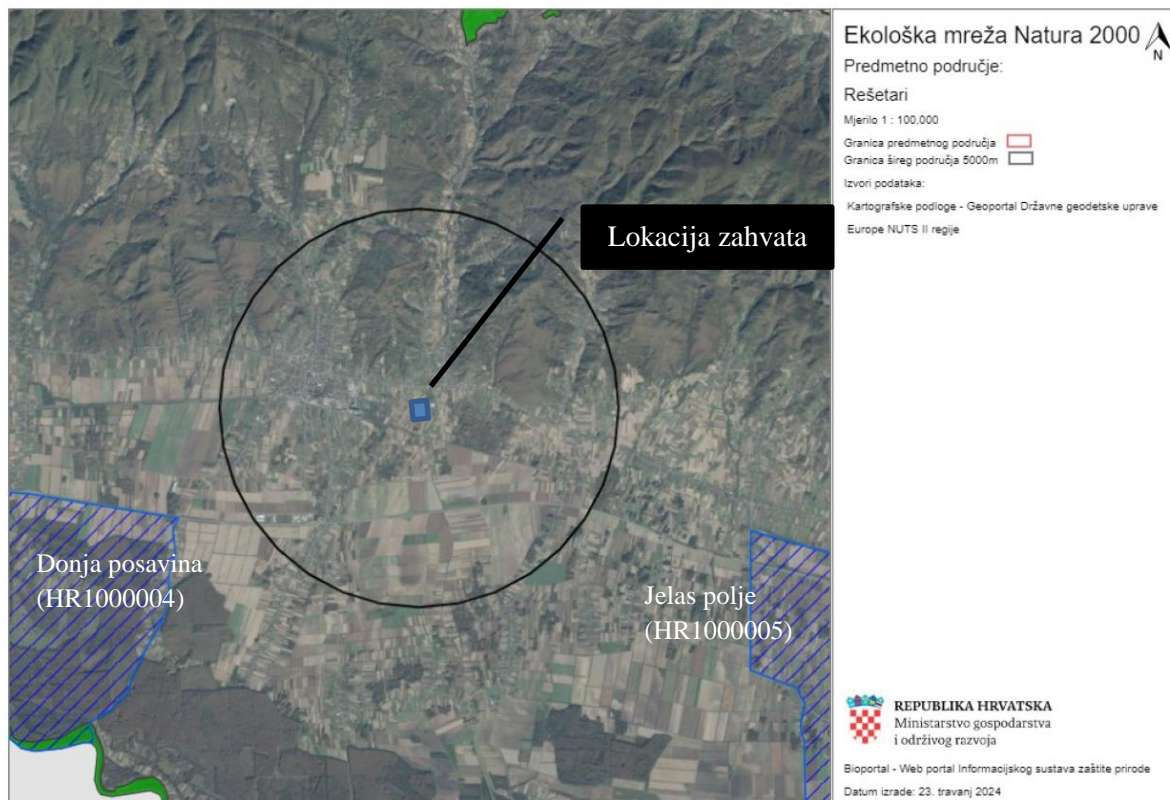 Ekološka mreža Natura 2000
N
Predmetno područje:
Rešetari
Mjerilo 1 : 100,000
Granica predmetnog područja
Granica šireg područja 5000m
Izvori podataka:
Kartografske podloge - Geoportal Državne geodetske uprave
Europe NUTS II regije
Lokacija zahvata
Donja posavina
(HR1000004)
Jelas polje
(HR1000005)
REPUBLIKA HRVATSKA
Ministarstvo gospodarstva
i održivog razvoja
Bioportal - Web portal Informacijskog sustava zaštite prirode
Datum izrade: 23. travanj 2024